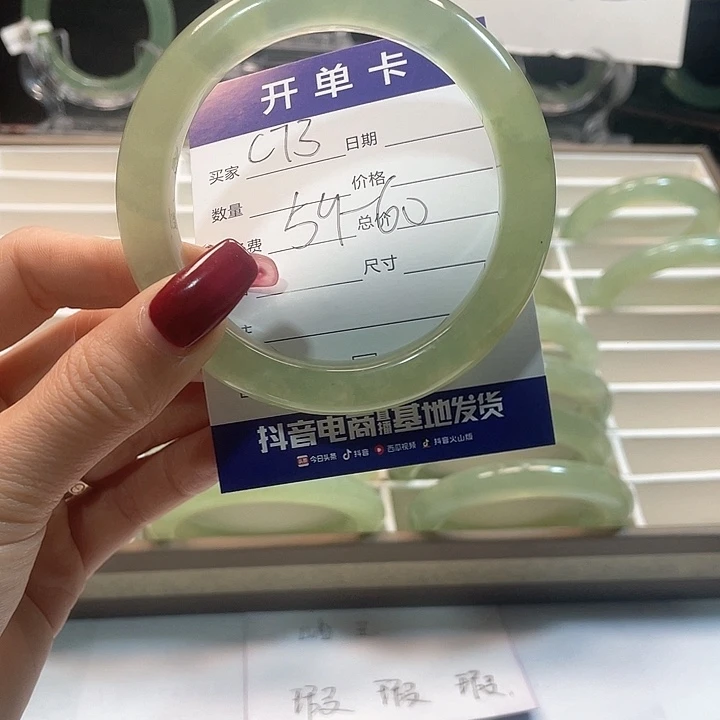 开单卡
买家 C73 日期
数量 价格
费 54-60 总价
尺寸
抖音电商直播基地发货
今日头条 抖音 西瓜视频 抖音火山版
瑕 瑕 瑕.